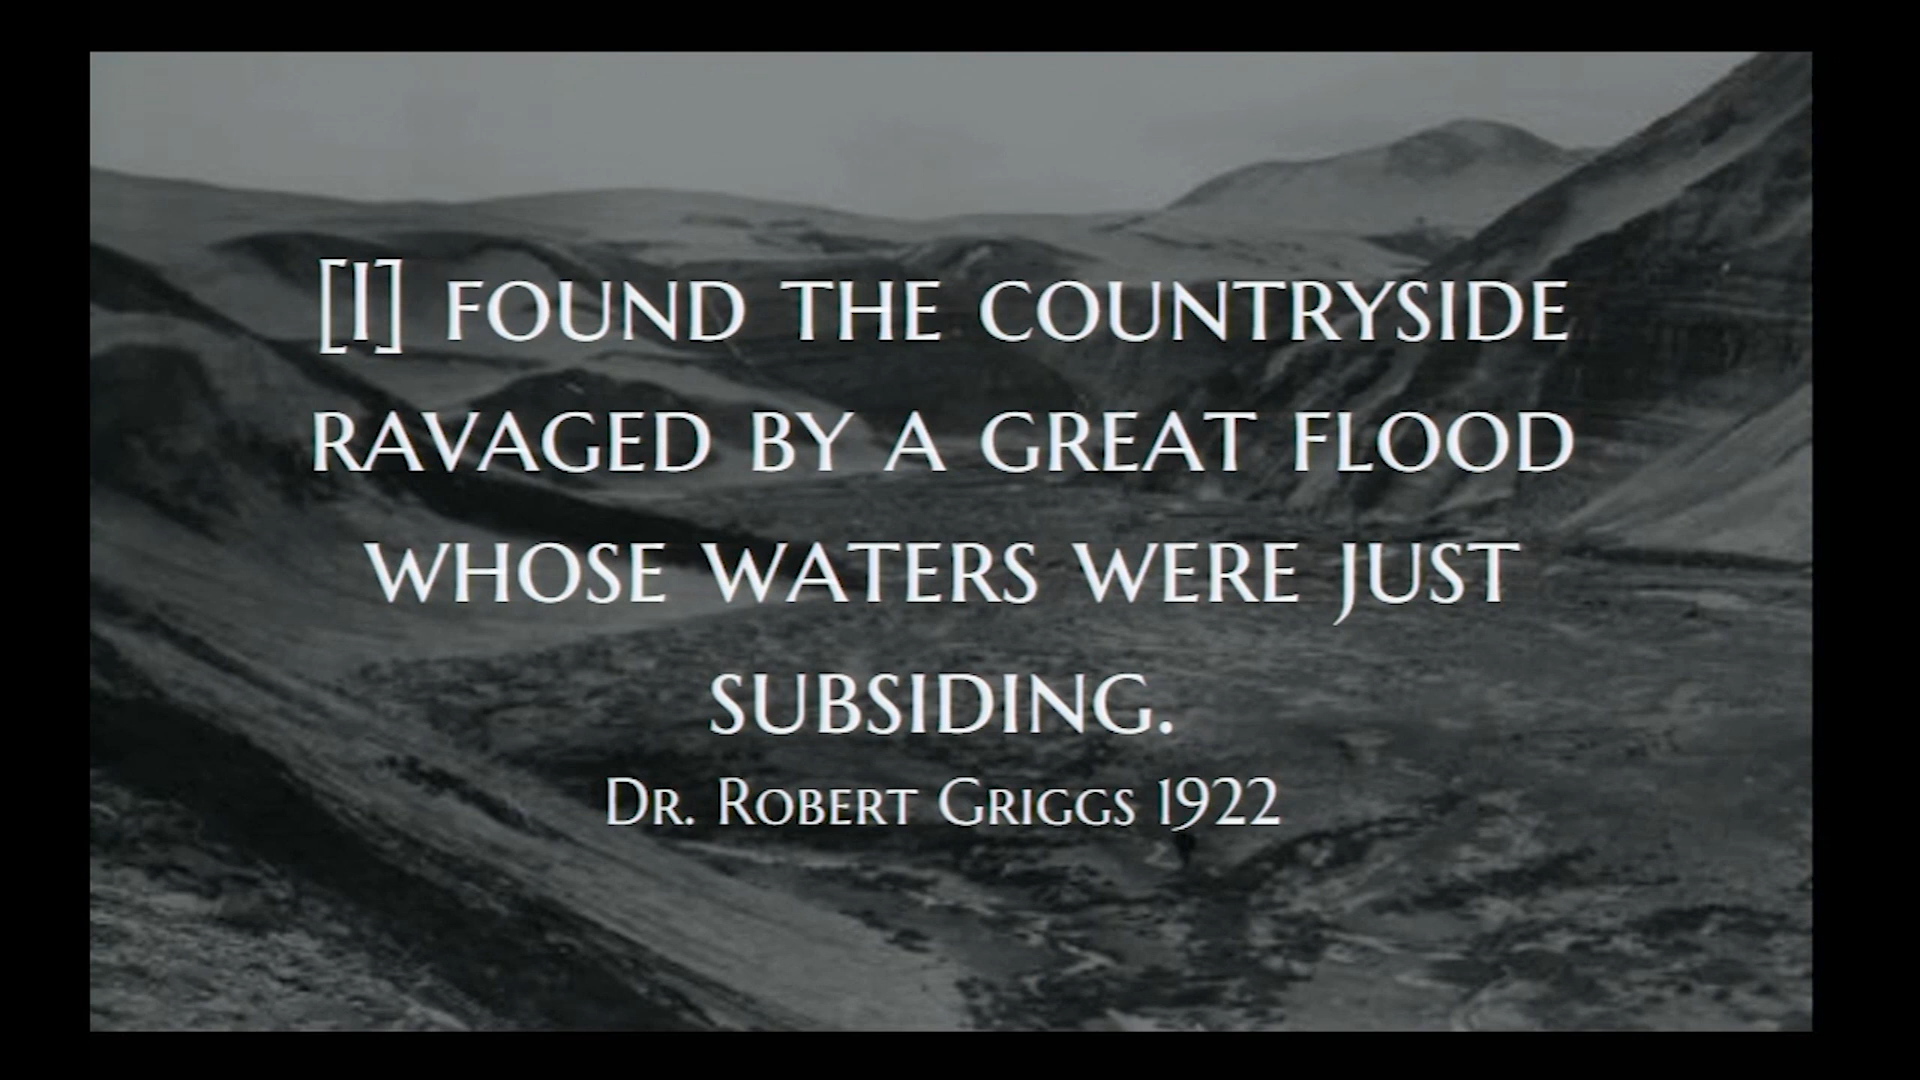 [I] FOUND THE COUNTRYSIDE
RAVAGED BY A GREAT FLOOD
WHOSE WATERS WERE JUST
SUBSIDING.
DR. ROBERT GRIGGS 1922